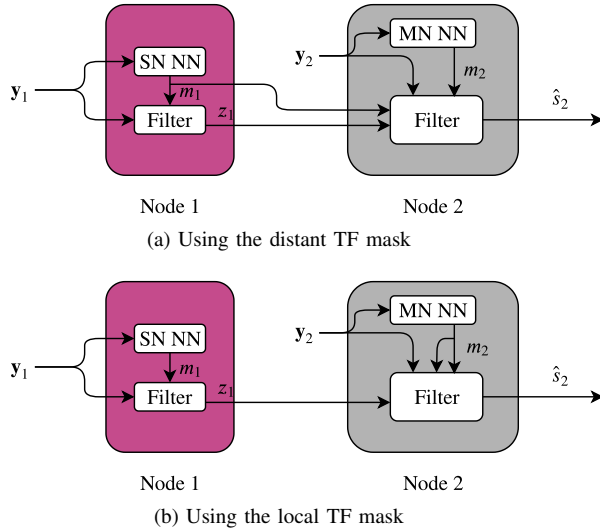 SN NN
MN NN
y₁
y₂
m₁
m₂
Filter
z₁
Filter
ŝ₂
Node 1
Node 2
(a) Using the distant TF mask
SN NN
MN NN
y₁
y₂
m₁
m₂
Filter
z₁
Filter
ŝ₂
Node 1
Node 2
(b) Using the local TF mask